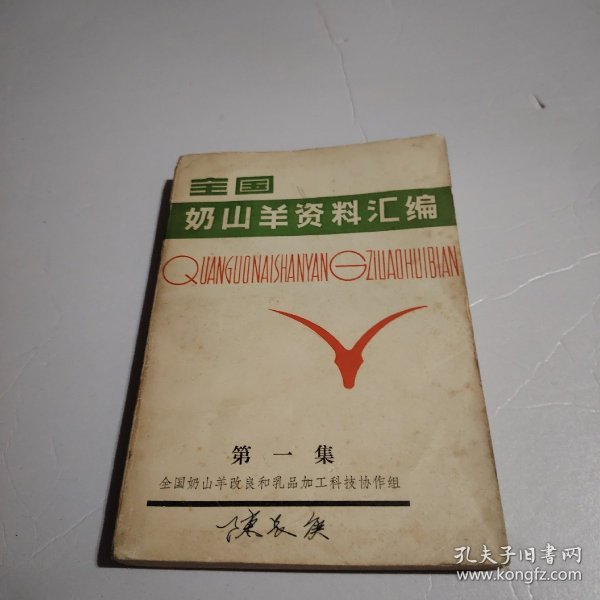 全国
奶山羊资料汇编
QUANGUONAISHANYANGZILIAOHUIBIAN
第一集
全国奶山羊改良和乳品加工科技协作组
孔夫子旧书网
www.kongfz.com